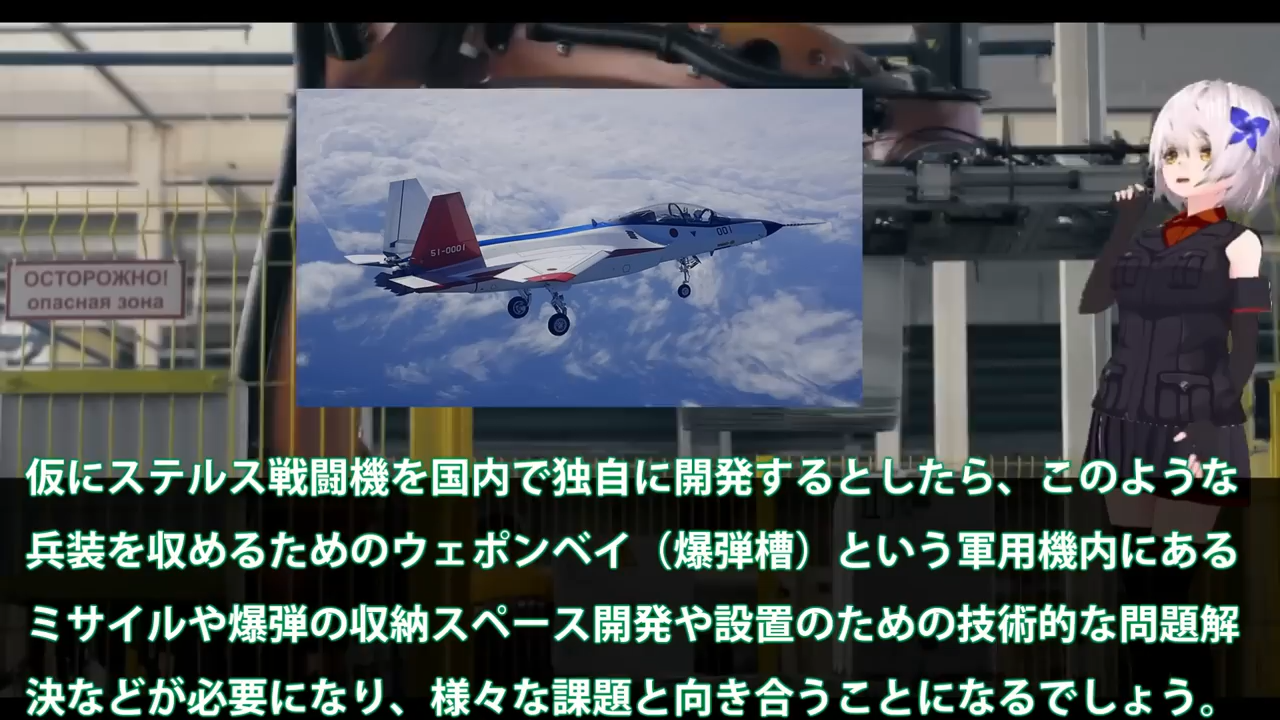 ОСТОРОЖНО!
опасная зона
51-0001
001
仮にステルス戦闘機を国内で独自に開発するとしたら、このような
兵装を収めるためのウェポンベイ（爆弾槽）という軍用機内にある
ミサイルや爆弾の収納スペース開発や設置のための技術的な問題解
決などが必要になり、様々な課題と向き合うことになるでしょう。